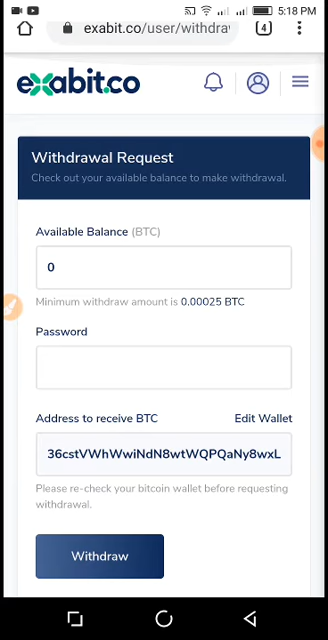 5:18 PM
exabit.co/user/withdra
4
exabit.co
Withdrawal Request
Check out your available balance to make withdrawal.
Available Balance (BTC)
0
Minimum withdraw amount is 0.00025 BTC
Password
Address to receive BTC Edit Wallet
36cstVWhWwiNdN8wtWQPQaNy8wxL
Please re-check your bitcoin wallet before requesting
withdrawal.
Withdraw